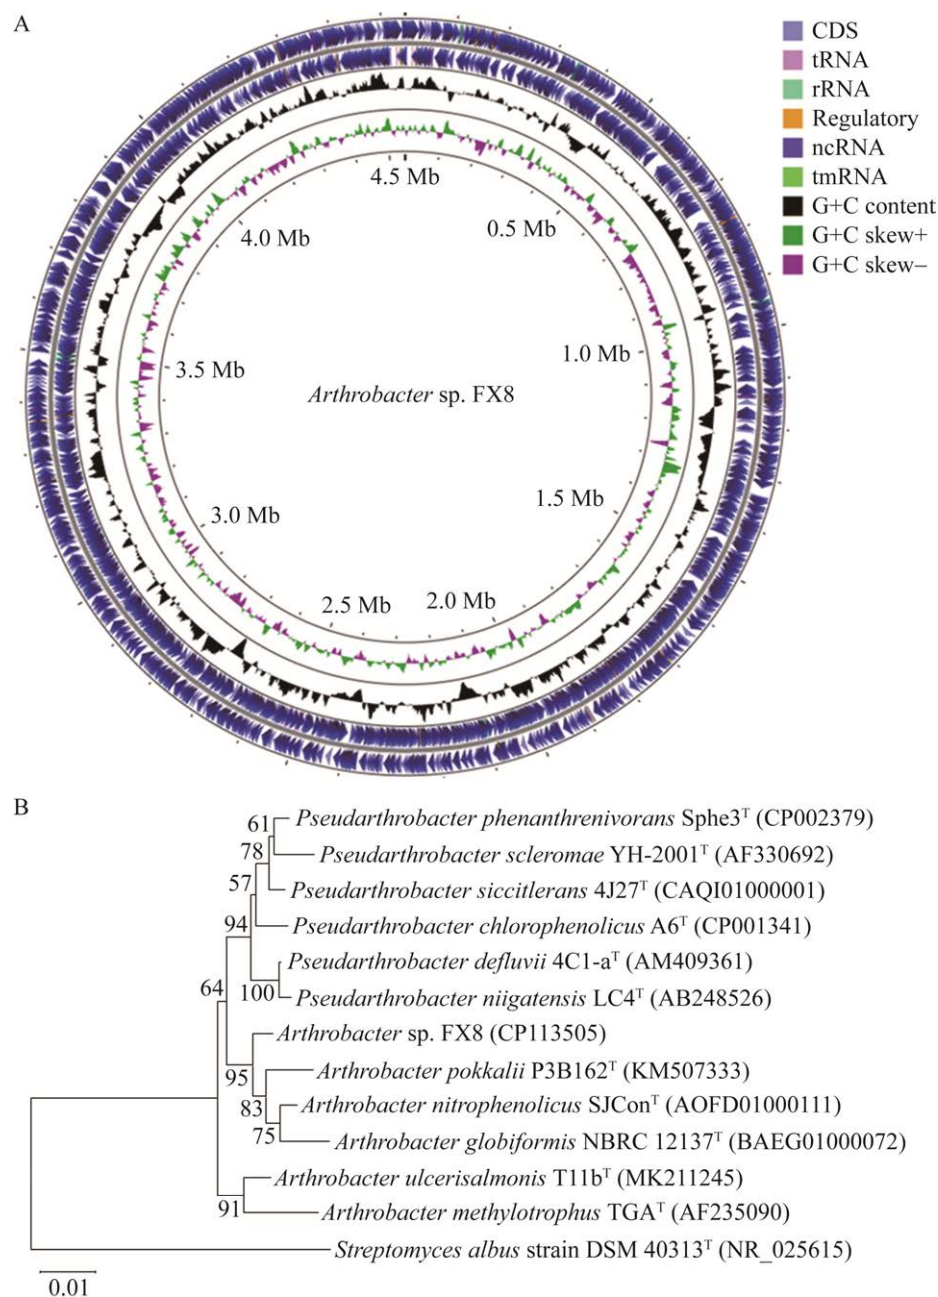 A
CDS
tRNA
rRNA
Regulatory
ncRNA
tmRNA
G+C content
G+C skew+
G+C skew−
4.5 Mb
0.5 Mb
1.0 Mb
1.5 Mb
2.0 Mb
2.5 Mb
3.0 Mb
3.5 Mb
4.0 Mb
Arthrobacter sp. FX8
B
61
78
57
94
64
100
95
83
75
91
Pseudarthrobacter phenanthrenivorans Sphe3ᵀ (CP002379)
Pseudarthrobacter scleromae YH-2001ᵀ (AF330692)
Pseudarthrobacter siccitlerans 4J27ᵀ (CAQI01000001)
Pseudarthrobacter chlorophenolicus A6ᵀ (CP001341)
Pseudarthrobacter defluvii 4C1-aᵀ (AM409361)
Pseudarthrobacter niigatensis LC4ᵀ (AB248526)
Arthrobacter sp. FX8 (CP113505)
Arthrobacter pokkalii P3B162ᵀ (KM507333)
Arthrobacter nitrophenolicus SJConᵀ (AOFD01000111)
Arthrobacter globiformis NBRC 12137ᵀ (BAEG01000072)
Arthrobacter ulcerisalmonis T11bᵀ (MK211245)
Arthrobacter methylotrophus TGAᵀ (AF235090)
Streptomyces albus strain DSM 40313ᵀ (NR_025615)
0.01